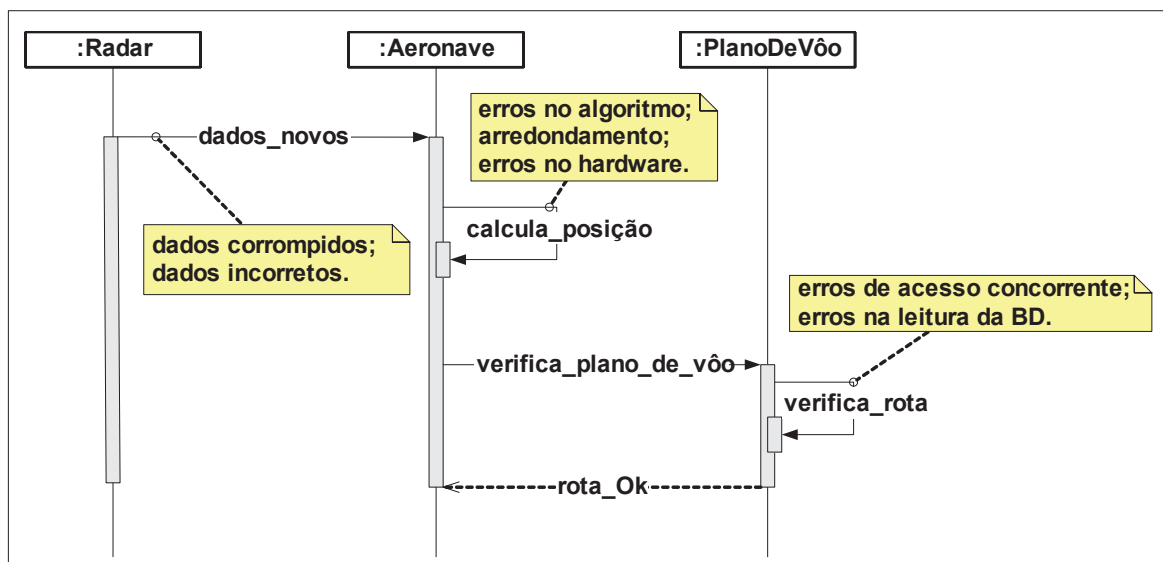 :Radar
:Aeronave
:PlanoDeVôo
erros no algoritmo;
arredondamento;
erros no hardware.
dados_novos
calcula_posição
dados corrompidos;
dados incorretos.
erros de acesso concorrente;
erros na leitura da BD.
verifica_plano_de_vôo
verifica_rota
rota_Ok